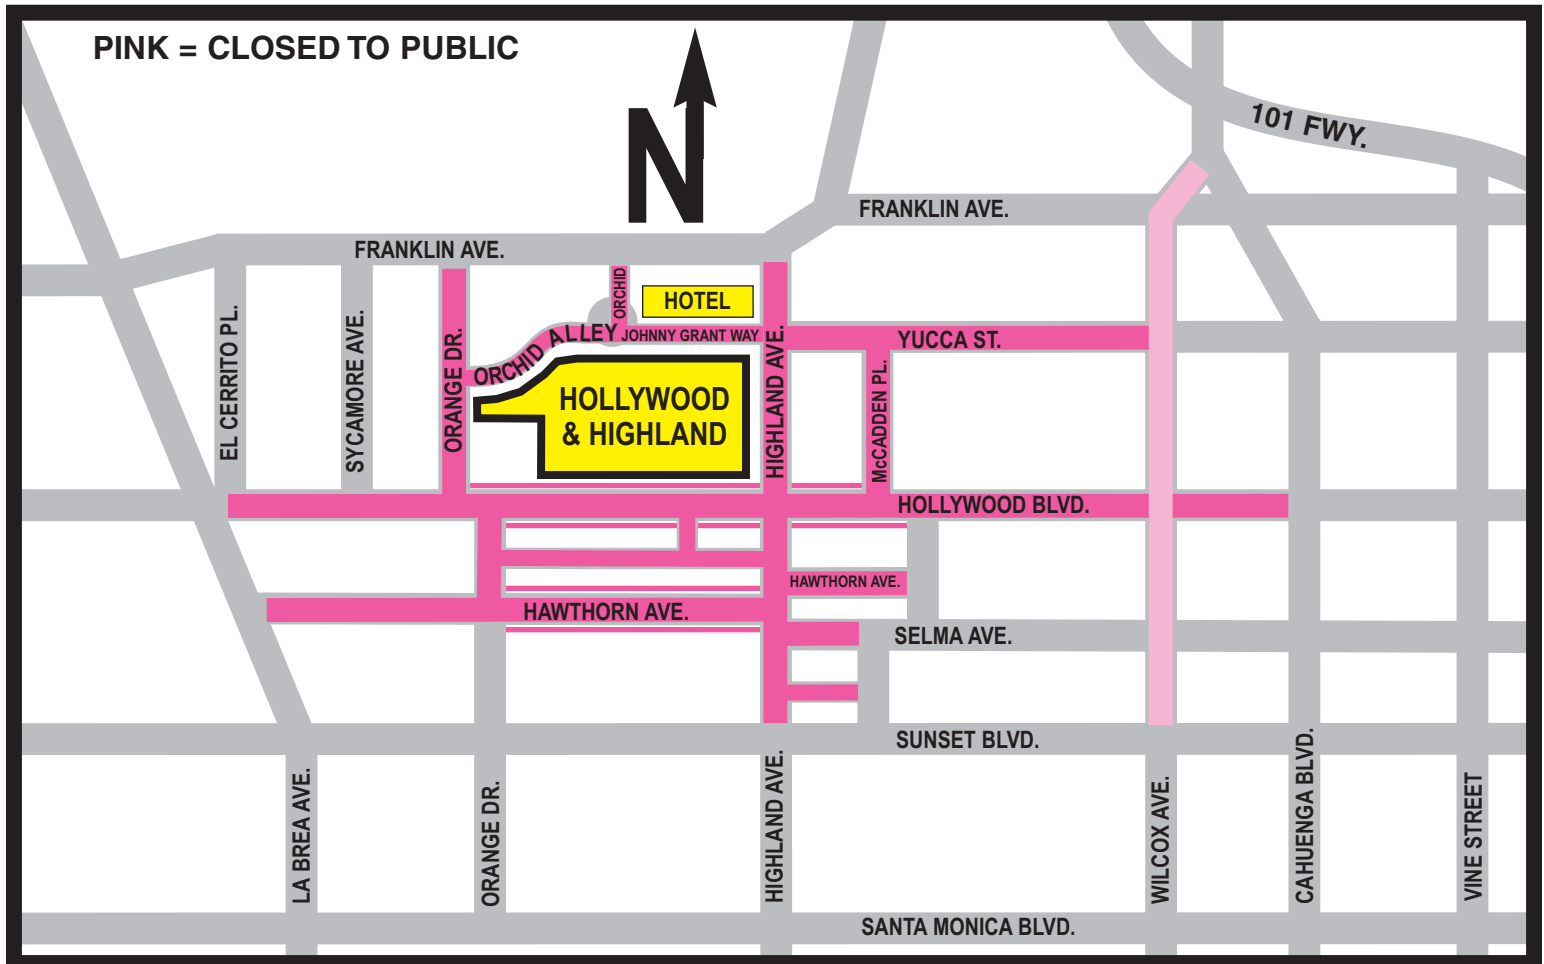 PINK = CLOSED TO PUBLIC
N
101 FWY.
FRANKLIN AVE.
FRANKLIN AVE.
ORCHID
HOTEL
ORCHID ALLEY
JOHNNY GRANT WAY
YUCCA ST.
EL CERRITO PL.
SYCAMORE AVE.
ORANGE DR.
HIGHLAND AVE.
McCADDEN PL.
HOLLYWOOD
& HIGHLAND
HOLLYWOOD BLVD.
HAWTHORN AVE.
HAWTHORN AVE.
SELMA AVE.
SUNSET BLVD.
LA BREA AVE.
ORANGE DR.
HIGHLAND AVE.
WILCOX AVE.
CAHUENGA BLVD.
VINE STREET
SANTA MONICA BLVD.